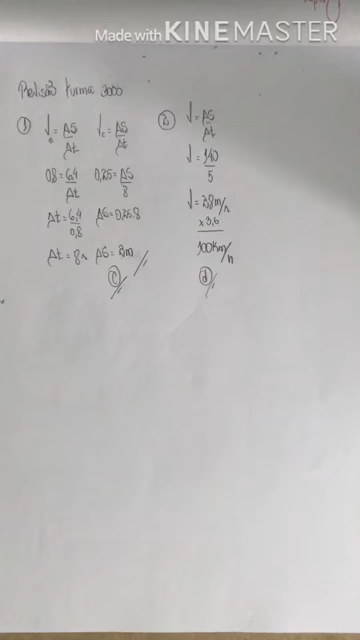 Made with KINEMASTER
Revisão turma 3000
1) V = ΔS V = ΔS
Δt Δt
0,8 = 6,4 0,25 = ΔS
Δt 8
Δt = 6,4 ΔS = 0,25.8
0,8
Δt = 8s ΔS = 2m
c
2) V = ΔS
Δt
V = 140
5
V = 28m/s
x 3,6
100Km/h
d